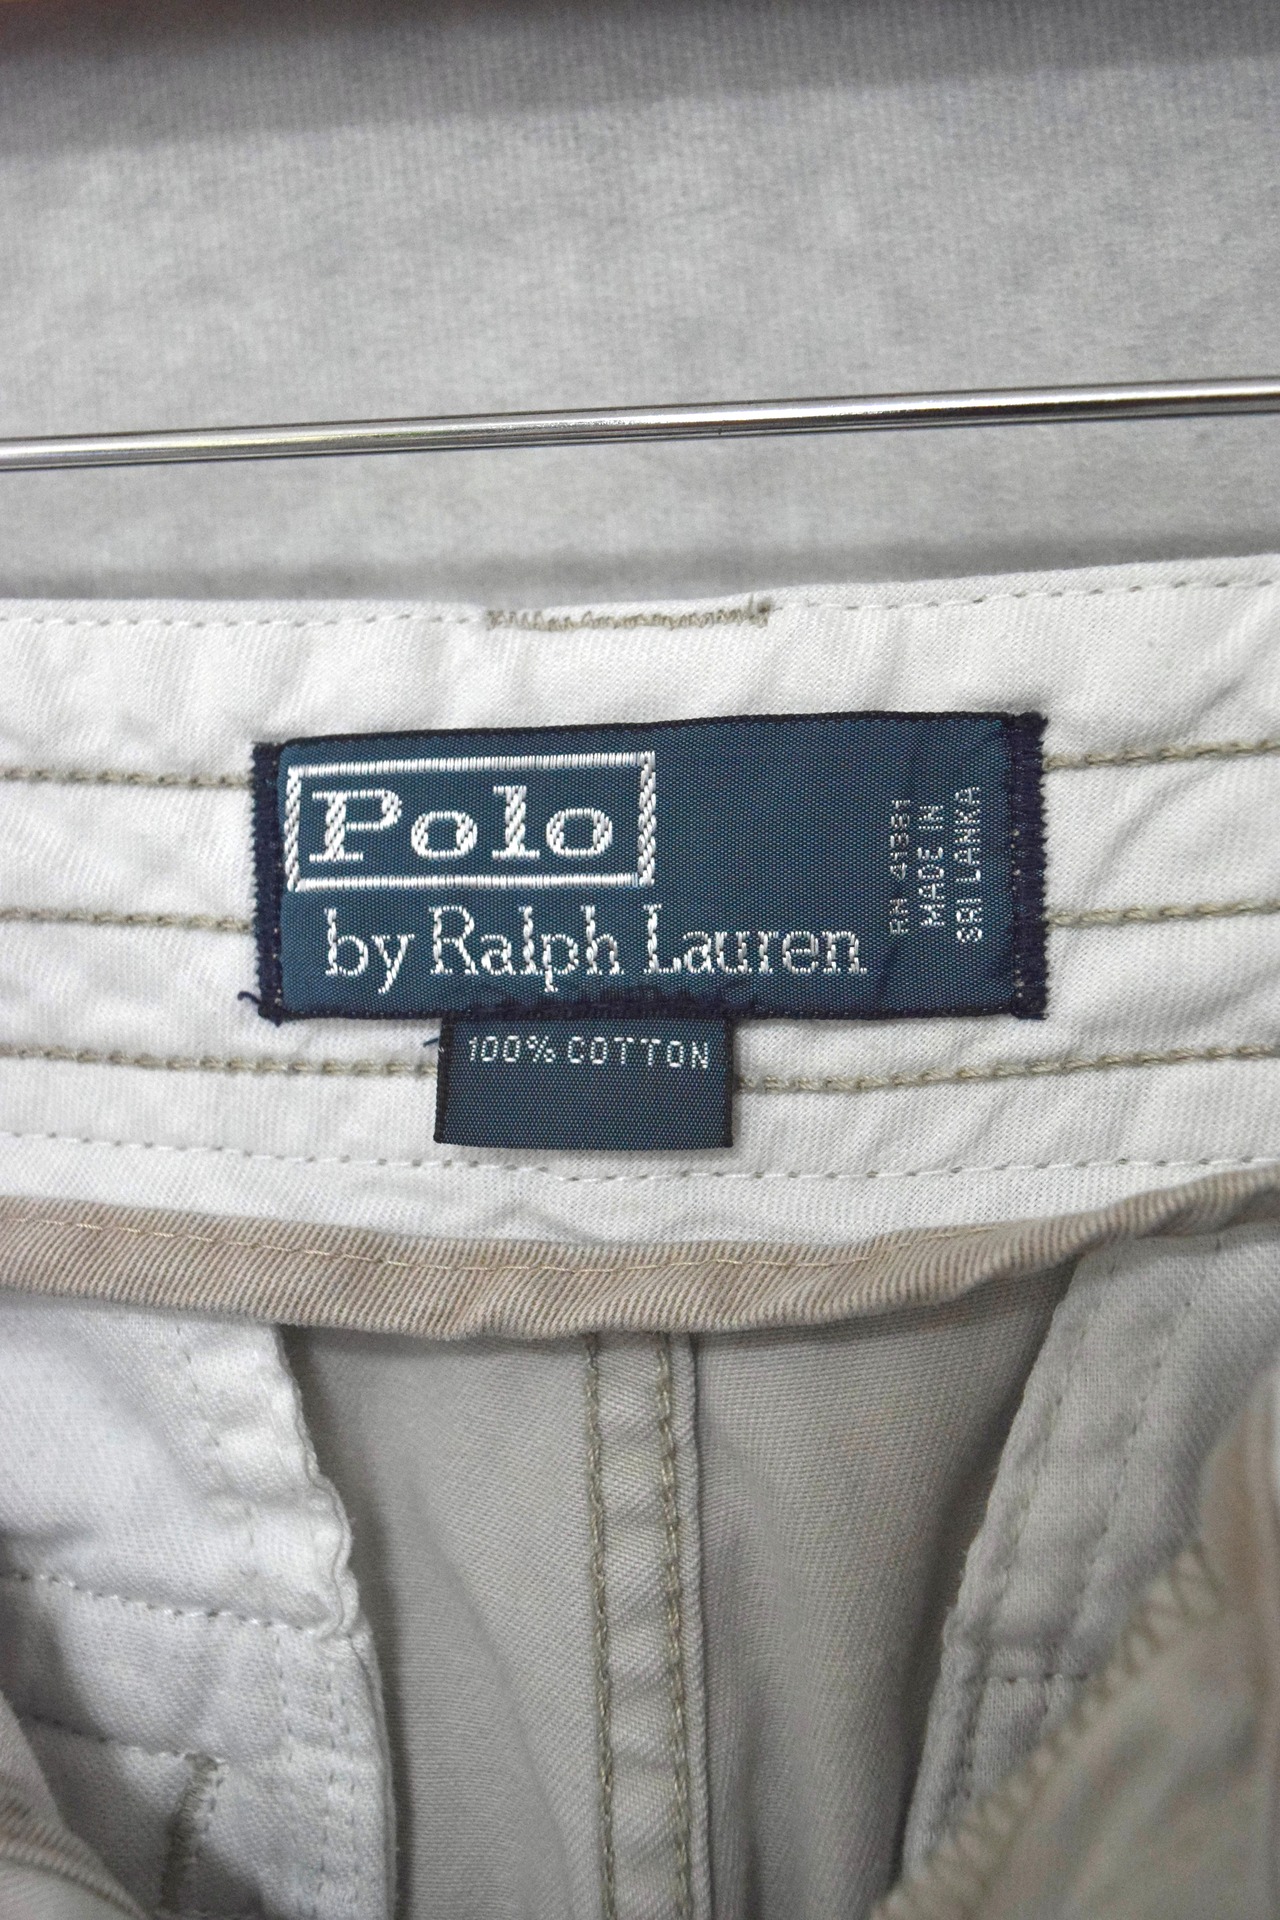 Polo
by Ralph Lauren
RN 41381
MADE IN
SRI LANKA
100% COTTON